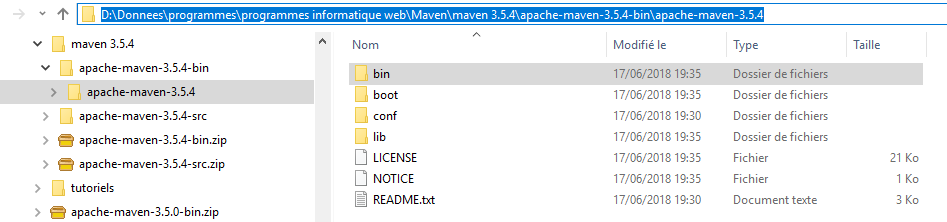 D:\Donnees\programmes\programmes informatique web\Maven\maven 3.5.4\apache-maven-3.5.4-bin\apache-maven-3.5.4
maven 3.5.4
apache-maven-3.5.4-bin
apache-maven-3.5.4
apache-maven-3.5.4-src
apache-maven-3.5.4-bin.zip
apache-maven-3.5.4-src.zip
tutoriels
apache-maven-3.5.0-bin.zip
Nom Modifié le Type Taille
bin 17/06/2018 19:35 Dossier de fichiers
boot 17/06/2018 19:35 Dossier de fichiers
conf 17/06/2018 19:30 Dossier de fichiers
lib 17/06/2018 19:35 Dossier de fichiers
LICENSE 17/06/2018 19:35 Fichier 21 Ko
NOTICE 17/06/2018 19:35 Fichier 1 Ko
README.txt 17/06/2018 19:30 Document texte 3 Ko